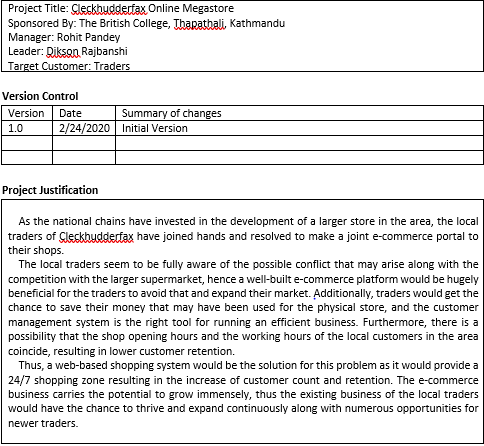 Project Title: Cleckhudderfax Online Megastore
Sponsored By: The British College, Thapathali, Kathmandu
Manager: Rohit Pandey
Leader: Dikson Rajbanshi
Target Customer: Traders
Version Control
Version Date Summary of changes
1.0 2/24/2020 Initial Version
Project Justification
As the national chains have invested in the development of a larger store in the area, the local
traders of Cleckhudderfax have joined hands and resolved to make a joint e-commerce portal to
their shops.
The local traders seem to be fully aware of the possible conflict that may arise along with the
competition with the larger supermarket, hence a well-built e-commerce platform would be hugely
beneficial for the traders to avoid that and expand their market. Additionally, traders would get the
chance to save their money that may have been used for the physical store, and the customer
management system is the right tool for running an efficient business. Furthermore, there is a
possibility that the shop opening hours and the working hours of the local customers in the area
coincide, resulting in lower customer retention.
Thus, a web-based shopping system would be the solution for this problem as it would provide a
24/7 shopping zone resulting in the increase of customer count and retention. The e-commerce
business carries the potential to grow immensely, thus the existing business of the local traders
would have the chance to thrive and expand continuously along with numerous opportunities for
newer traders.